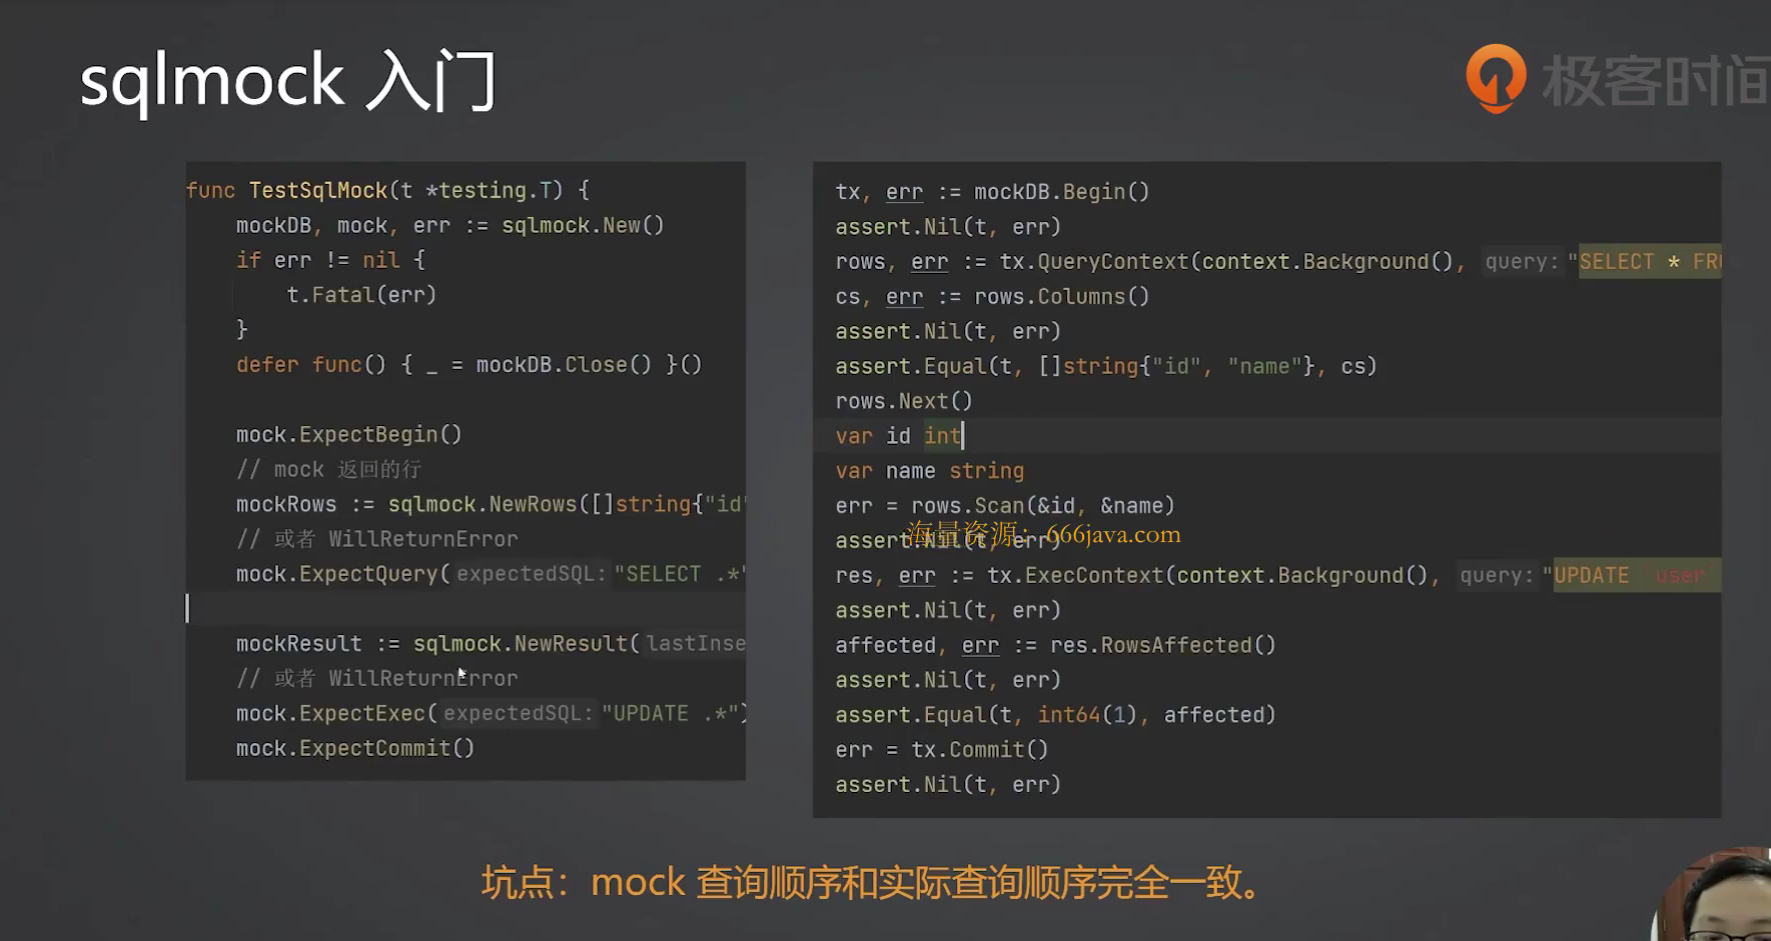 sqlmock 入门
极客时间
func TestSqlMock(t *testing.T) {
mockDB, mock, err := sqlmock.New()
if err != nil {
t.Fatal(err)
}
defer func() { _ = mockDB.Close() }()
mock.ExpectBegin()
// mock 返回的行
mockRows := sqlmock.NewRows([]string{"id"
// 或者 WillReturnError
mock.ExpectQuery( expectedSQL: "SELECT .*"
mockResult := sqlmock.NewResult( lastInse
// 或者 WillReturnError
mock.ExpectExec( expectedSQL: "UPDATE .*")
mock.ExpectCommit()
tx, err := mockDB.Begin()
assert.Nil(t, err)
rows, err := tx.QueryContext(context.Background(), query: "SELECT * FR
cs, err := rows.Columns()
assert.Nil(t, err)
assert.Equal(t, []string{"id", "name"}, cs)
rows.Next()
var id int
var name string
err = rows.Scan(&id, &name)
海量资源：666java.com
assert.Nil(t, err)
res, err := tx.ExecContext(context.Background(), query: "UPDATE user
assert.Nil(t, err)
affected, err := res.RowsAffected()
assert.Nil(t, err)
assert.Equal(t, int64(1), affected)
err = tx.Commit()
assert.Nil(t, err)
坑点：mock 查询顺序和实际查询顺序完全一致。